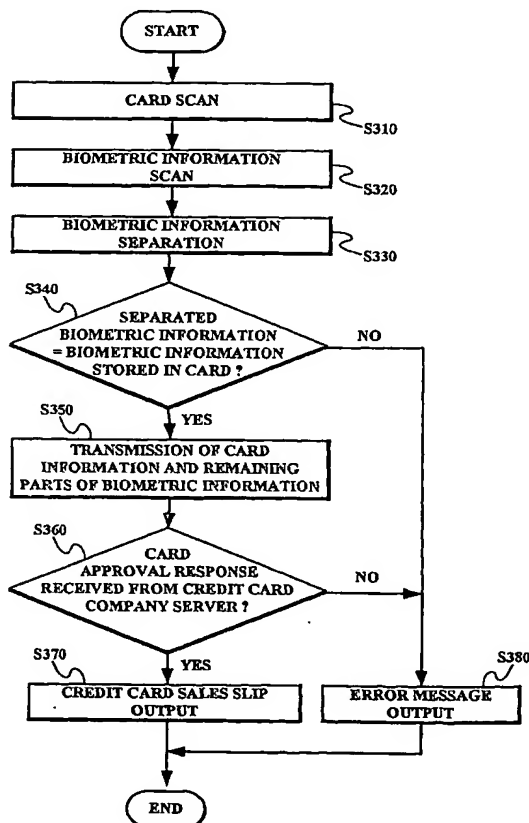 START
CARD SCAN
S310
BIOMETRIC INFORMATION
SCAN
S320
BIOMETRIC INFORMATION
SEPARATION
S330
S340
SEPARATED
BIOMETRIC INFORMATION
= BIOMETRIC INFORMATION
STORED IN CARD ?
NO
YES
S350
TRANSMISSION OF CARD
INFORMATION AND REMAINING
PARTS OF BIOMETRIC INFORMATION
S360
CARD
APPROVAL RESPONSE
RECEIVED FROM CREDIT CARD
COMPANY SERVER ?
NO
YES
S370
CREDIT CARD SALES SLIP
OUTPUT
S380
ERROR MESSAGE
OUTPUT
END